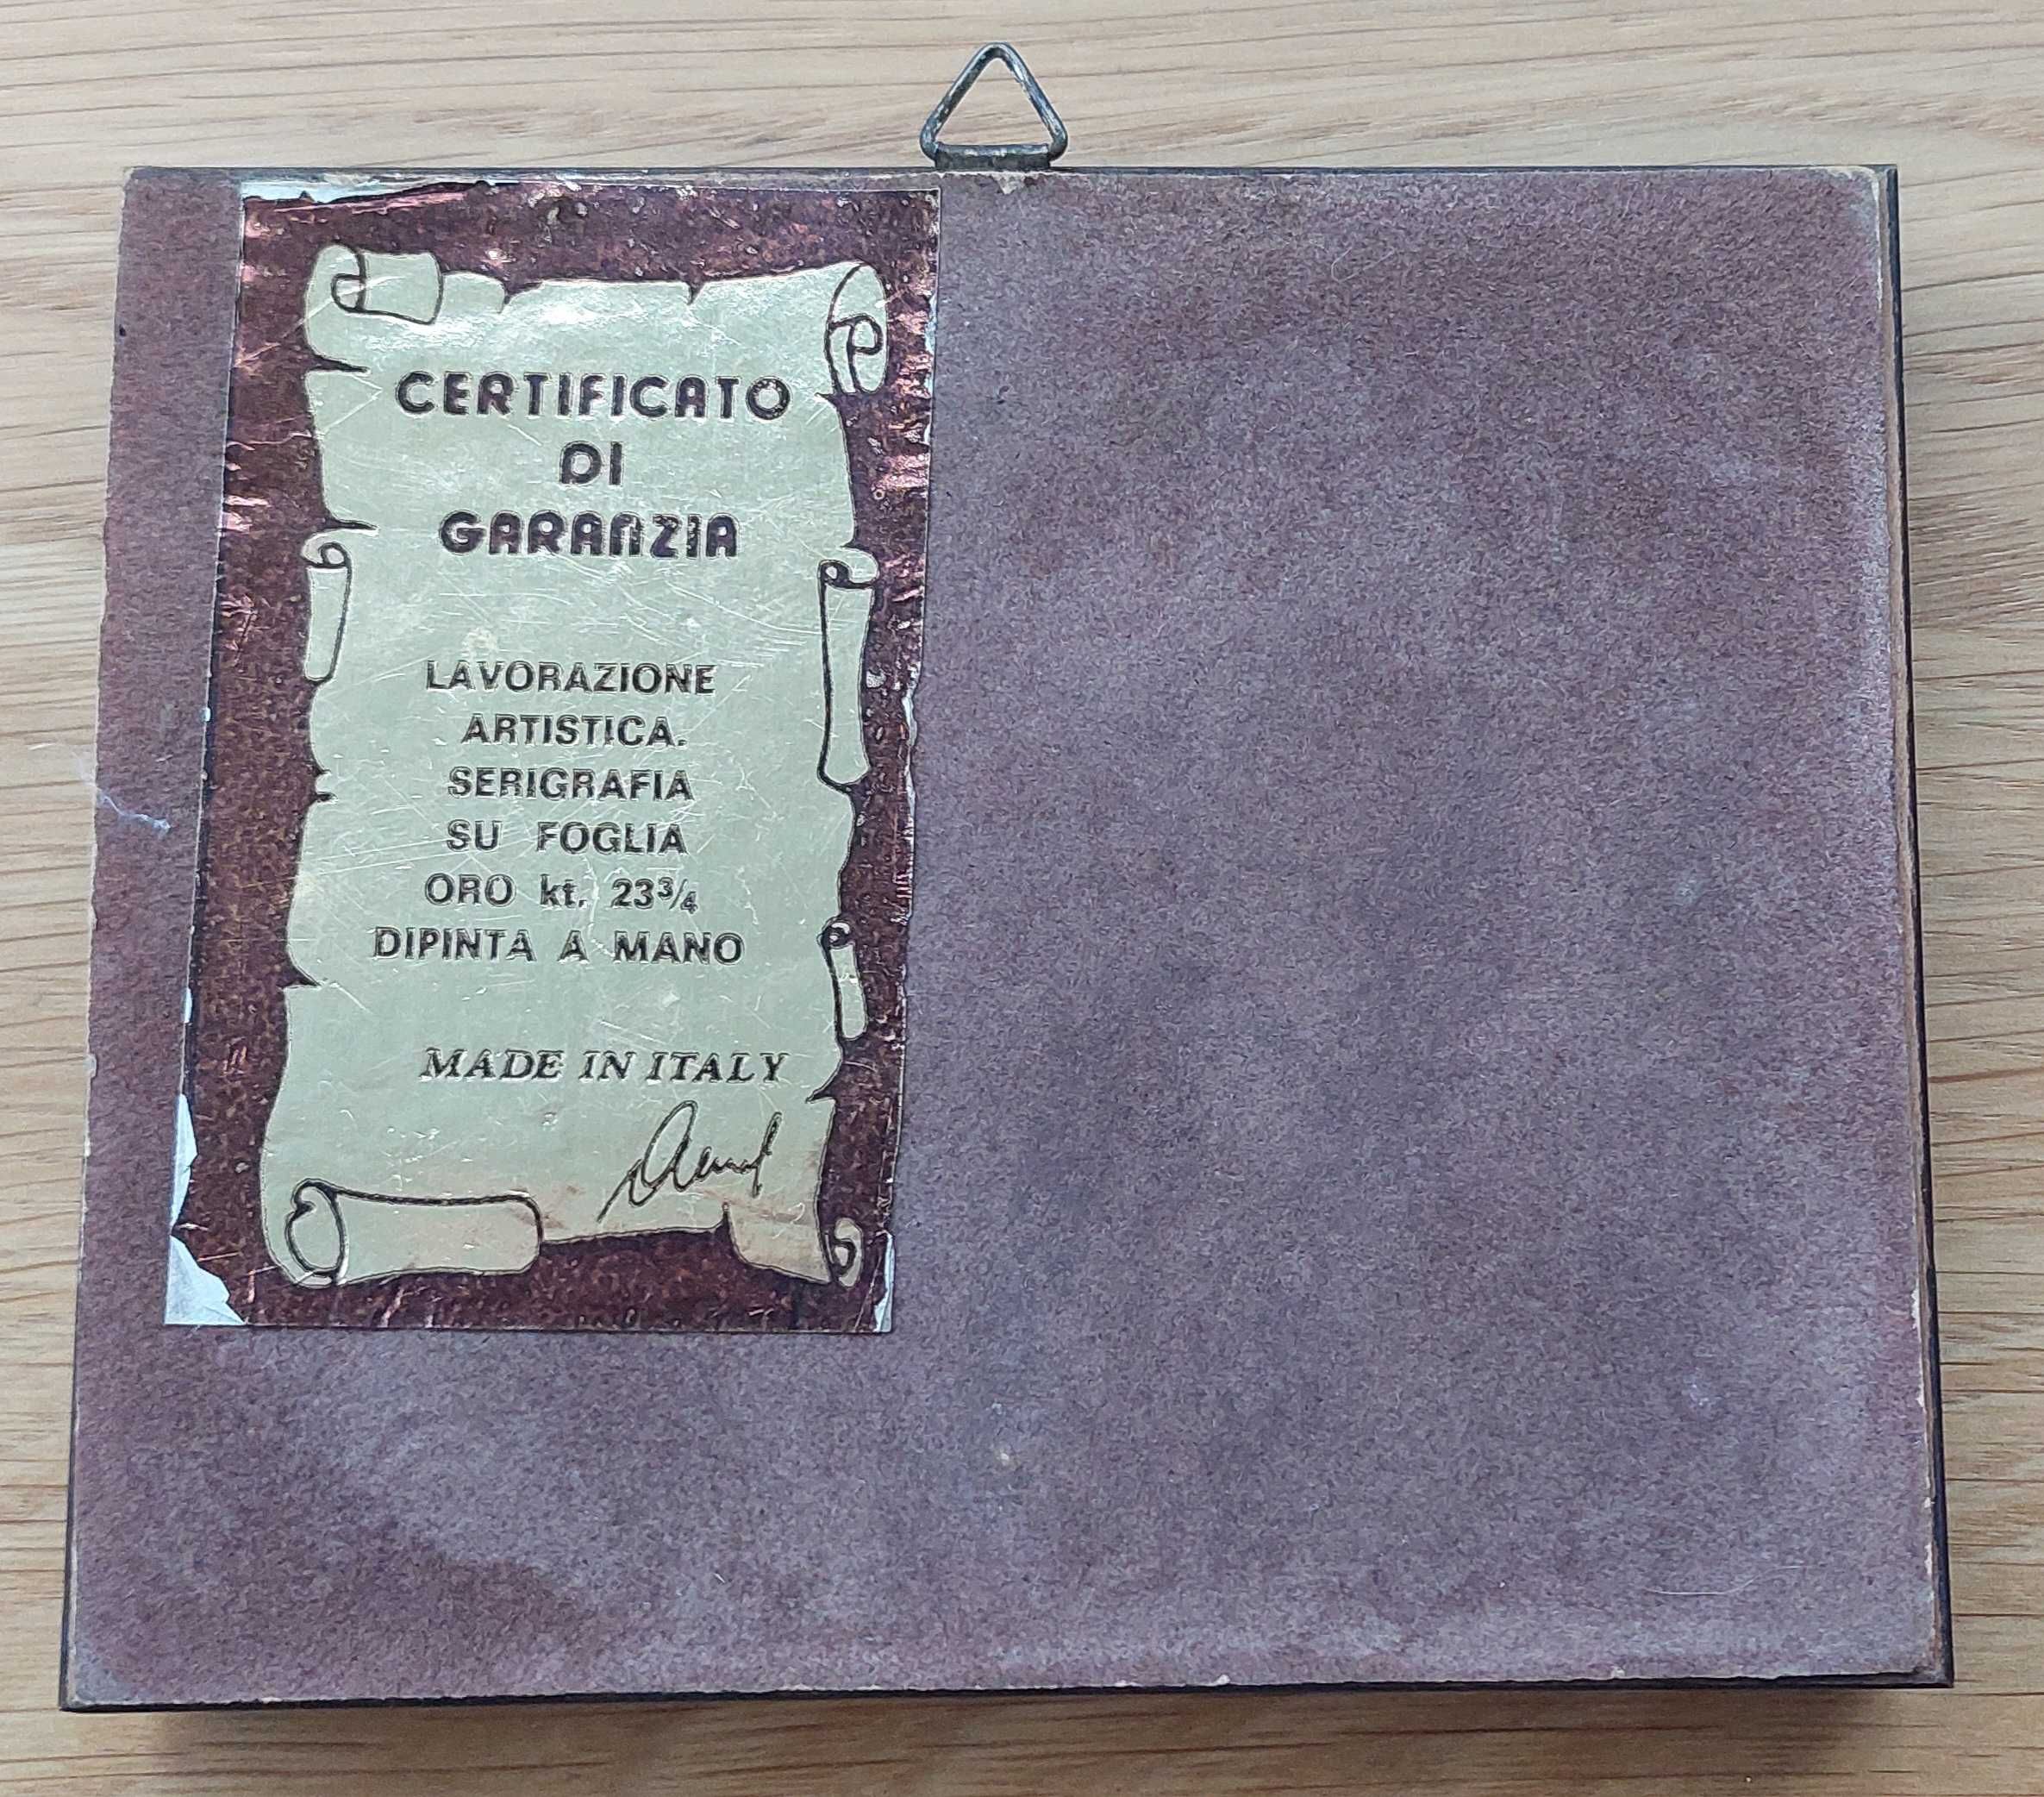 CERTIFICATO
DI
GARANZIA
LAVORAZIONE
ARTISTICA.
SERIGRAFIA
SU FOGLIA
ORO kt. 23¾
DIPINTA A MANO
MADE IN ITALY